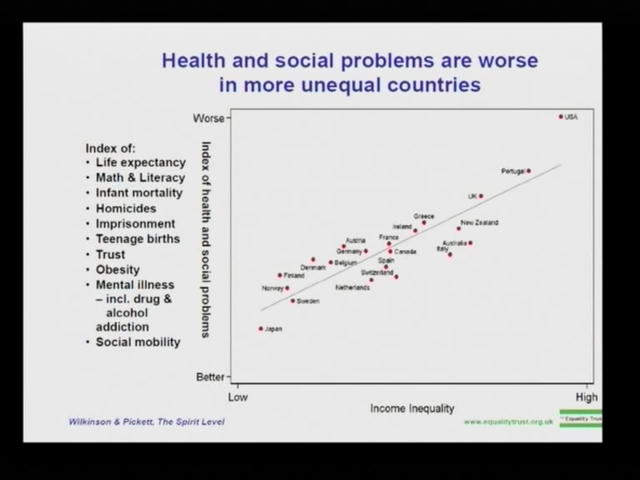 Health and social problems are worse
in more unequal countries
Index of:
• Life expectancy
• Math & Literacy
• Infant mortality
• Homicides
• Imprisonment
• Teenage births
• Trust
• Obesity
• Mental illness
– incl. drug &
alcohol
addiction
• Social mobility
Index of health and social problems
Worse
Better
USA
Portugal
UK
Greece
New Zealand
Ireland
France
Austria
Australia
Germany
Canada
Italy
Denmark
Belgium
Spain
Switzerland
Finland
Netherlands
Norway
Sweden
Japan
Low
High
Income Inequality
Wilkinson & Pickett, The Spirit Level
www.equalitytrust.org.uk
Equality Trust